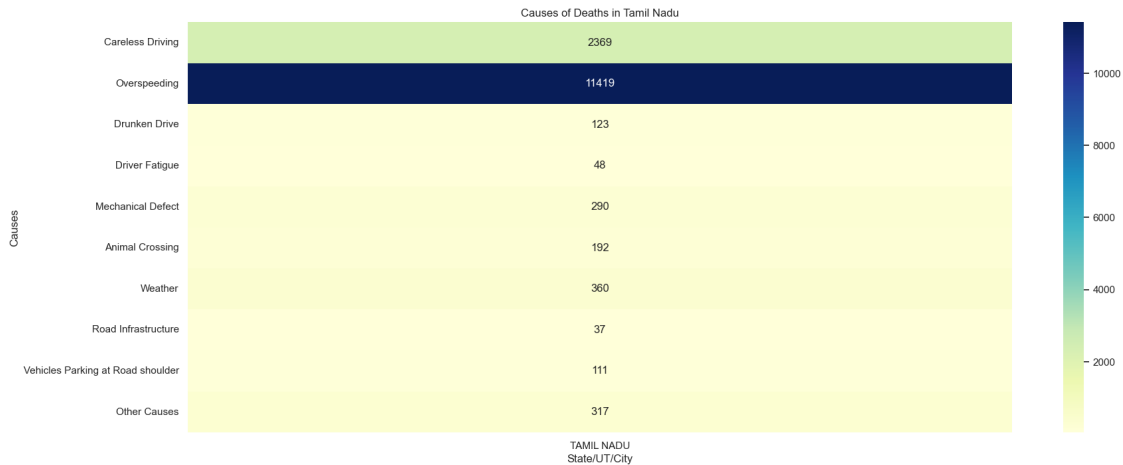 Causes of Deaths in Tamil Nadu
Careless Driving
2369
Overspeeding
11419
Drunken Drive
123
Driver Fatigue
48
Mechanical Defect
290
Animal Crossing
192
Weather
360
Road Infrastructure
37
Vehicles Parking at Road shoulder
111
Other Causes
317
Causes
TAMIL NADU
State/UT/City
10000
8000
6000
4000
2000